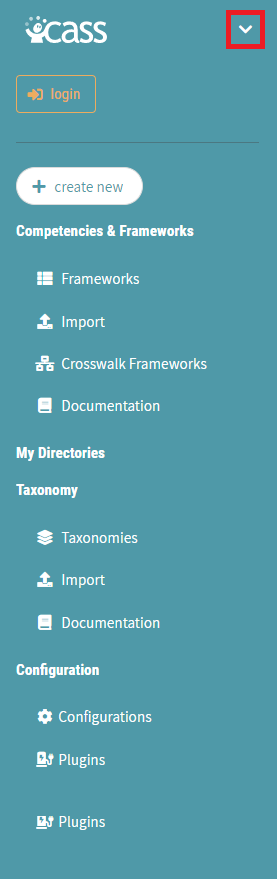 cass
login
create new
Competencies & Frameworks
Frameworks
Import
Crosswalk Frameworks
Documentation
My Directories
Taxonomy
Taxonomies
Import
Documentation
Configuration
Configurations
Plugins
Plugins